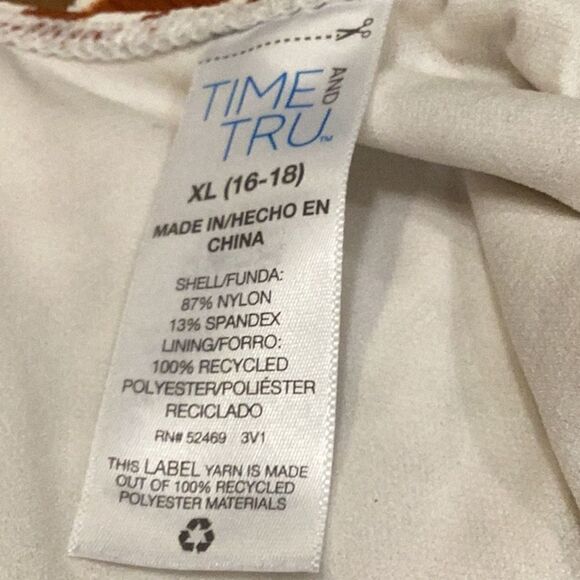 TIME AND
TRU™
XL (16-18)
MADE IN/HECHO EN
CHINA
SHELL/FUNDA:
87% NYLON
13% SPANDEX
LINING/FORRO:
100% RECYCLED
POLYESTER/POLIÉSTER
RECICLADO
RN# 52469 3V1
THIS LABEL YARN IS MADE
OUT OF 100% RECYCLED
POLYESTER MATERIALS